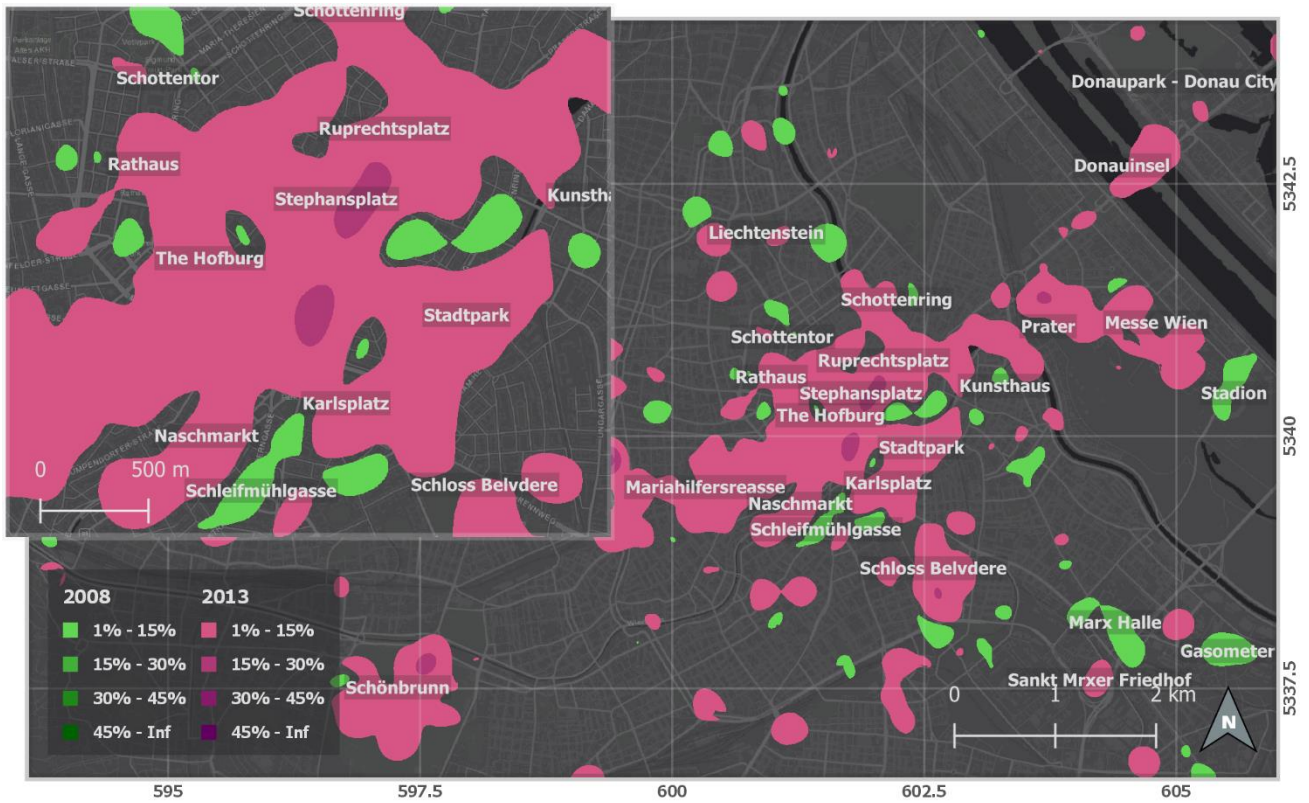 Schottenring
Schottentor
Ruprechtsplatz
Rathaus
Stephansplatz
Kunstha
The Hofburg
Stadtpark
Karlsplatz
Naschmarkt
Schleifmühlgasse
Schloss Belvdere
0 500 m
Donaupark - Donau City
Donauinsel
Liechtenstein
Schottenring
Schottentor
Prater
Messe Wien
Ruprechtsplatz
Rathaus
Kunsthaus
Stephansplatz
Stadion
The Hofburg
Stadtpark
Karlsplatz
Mariahilfersreasse
Naschmarkt
Schleifmühlgasse
Schloss Belvdere
Marx Halle
Gasometer
Sankt Mrxer Friedhof
Schönbrunn
2008 2013
1% - 15% 1% - 15%
15% - 30% 15% - 30%
30% - 45% 30% - 45%
45% - Inf 45% - Inf
0 1 2 km
N
5342.5
5340
5337.5
595 597.5 600 602.5 605